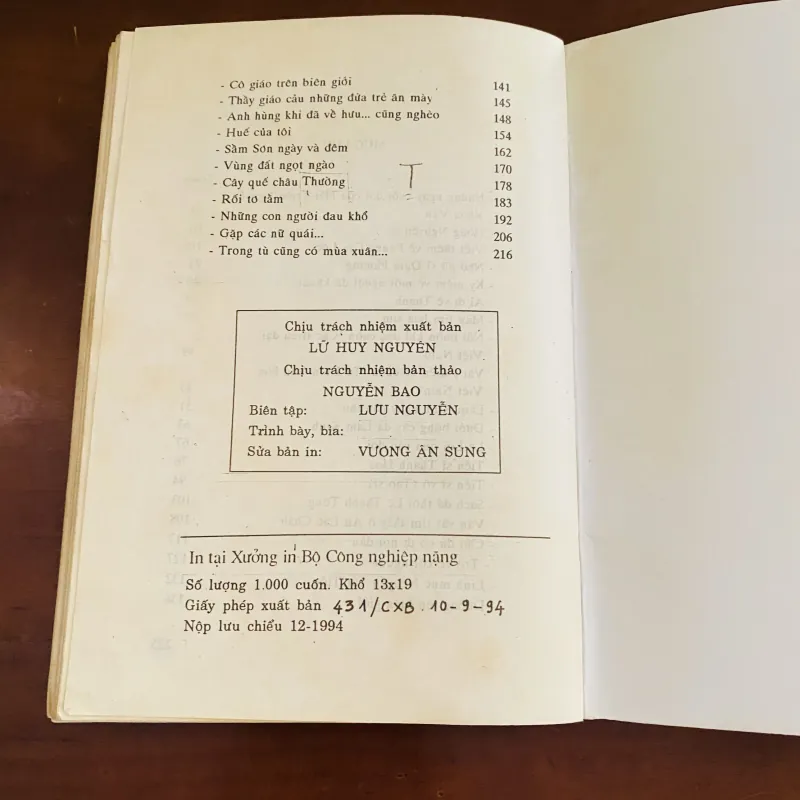 - Cô giáo trên biên giới 141
- Thầy giáo cảu những đứa trẻ ăn mày 145
- Anh hùng khi đã về hưu... cũng nghèo 148
- Huế của tôi 154
- Sầm Sơn ngày và đêm 162
- Vùng đất ngọt ngào 170
- Cây quế châu Thường T 178
- Rối tơ tằm 183
- Những con người đau khổ 192
- Gặp các nữ quái... 206
- Trong tù cũng có mùa xuân... 216
Chịu trách nhiệm xuất bản
LỮ HUY NGUYÊN
Chịu trách nhiệm bản thảo
NGUYỄN BAO
Biên tập: LƯU NGUYỄN
Trình bày, bìa:
Sửa bản in: VƯƠNG ÂN SỦNG
In tại Xưởng in Bộ Công nghiệp nặng
Số lượng 1.000 cuốn. Khổ 13x19
Giấy phép xuất bản 431/CXB.10-9-94
Nộp lưu chiểu 12-1994